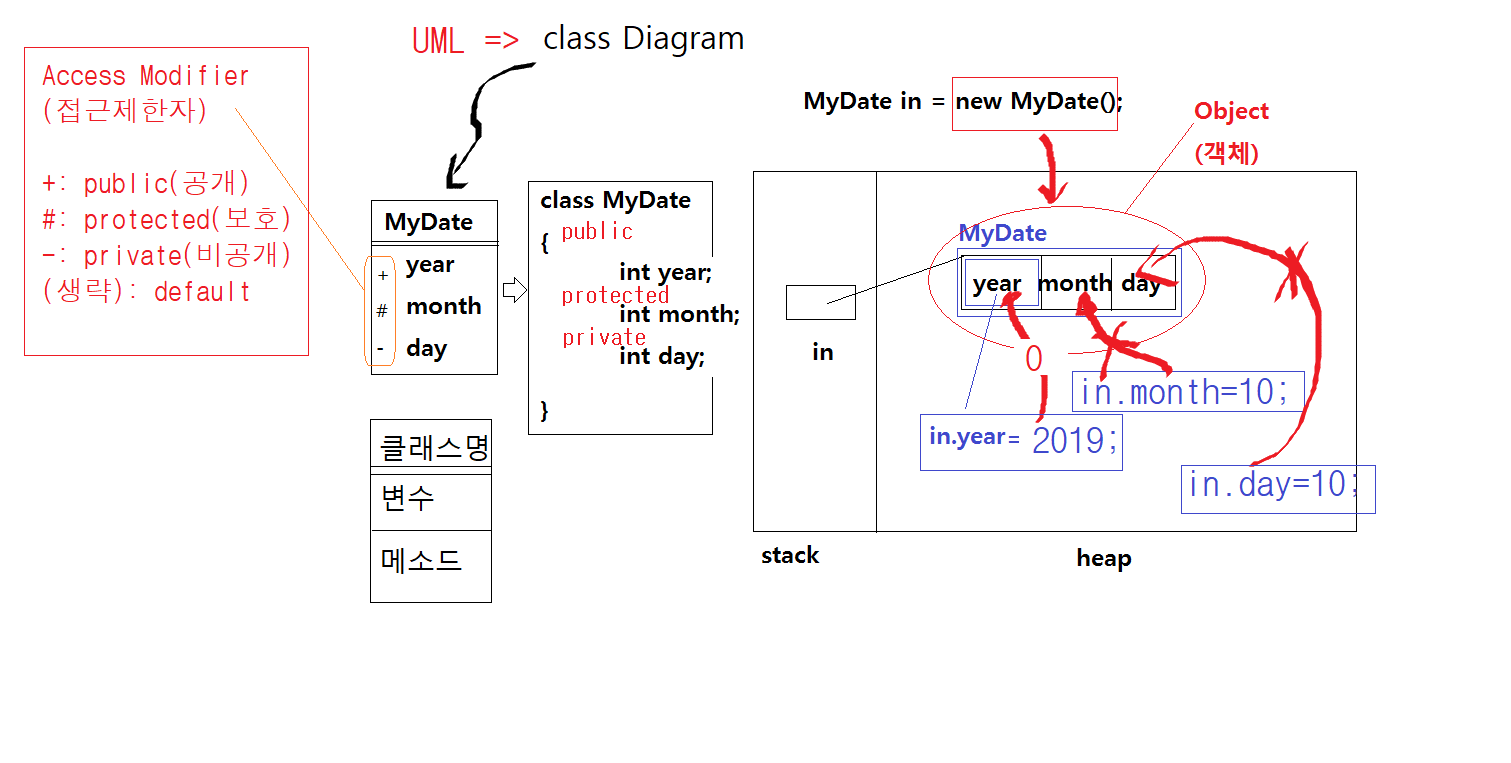 UML => class Diagram
Access Modifier
(접근제한자)
+: public(공개)
#: protected(보호)
-: private(비공개)
(생략): default
MyDate
+ year
# month
- day
class MyDate
{ public
int year;
protected
int month;
private
int day;
}
클래스명
변수
메소드
MyDate in = new MyDate();
Object
(객체)
MyDate
year month day
in
0
in.month=10;
in.year= 2019;
in.day=10;
stack
heap